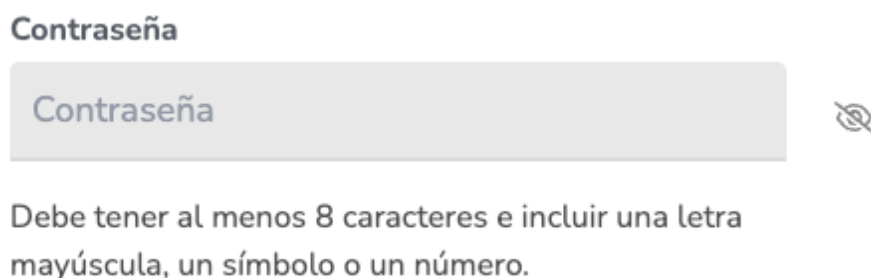 Contraseña
Contraseña
Debe tener al menos 8 caracteres e incluir una letra
mayúscula, un símbolo o un número.